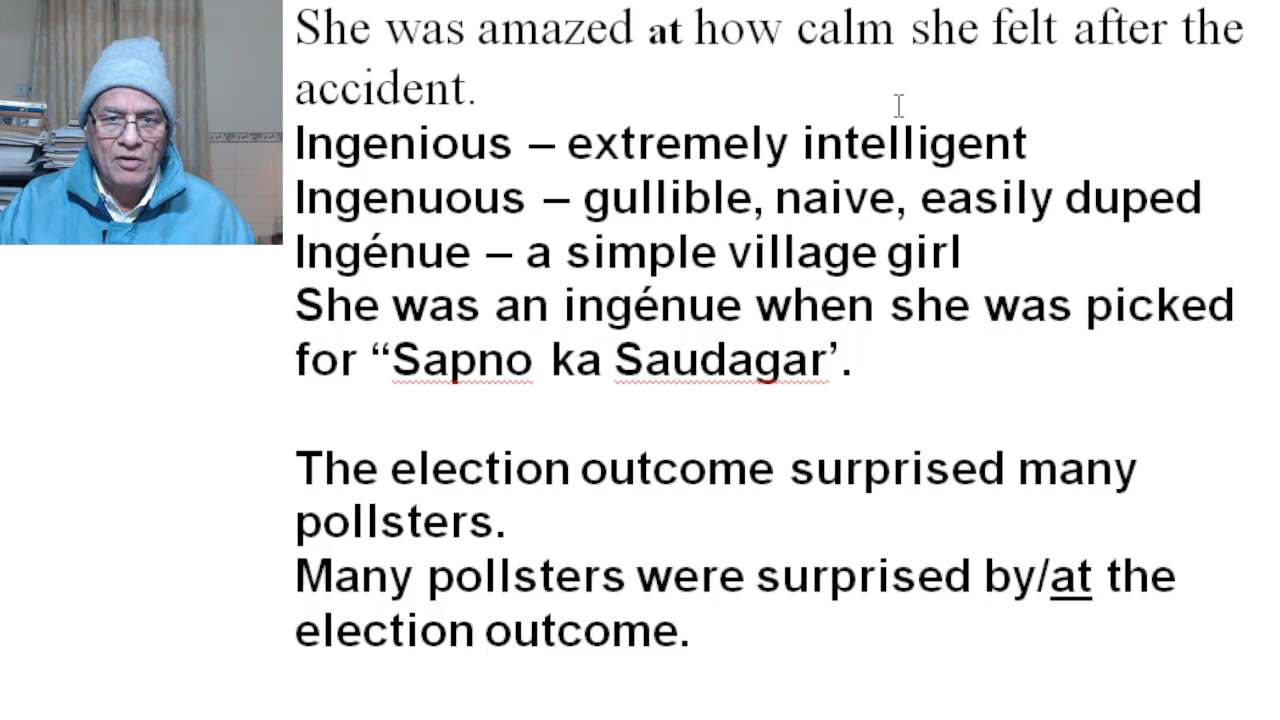 She was amazed at how calm she felt after the
accident.
Ingenious – extremely intelligent
Ingenuous – gullible, naive, easily duped
Ingénue – a simple village girl
She was an ingénue when she was picked
for “Sapno ka Saudagar’.
The election outcome surprised many
pollsters.
Many pollsters were surprised by/at the
election outcome.